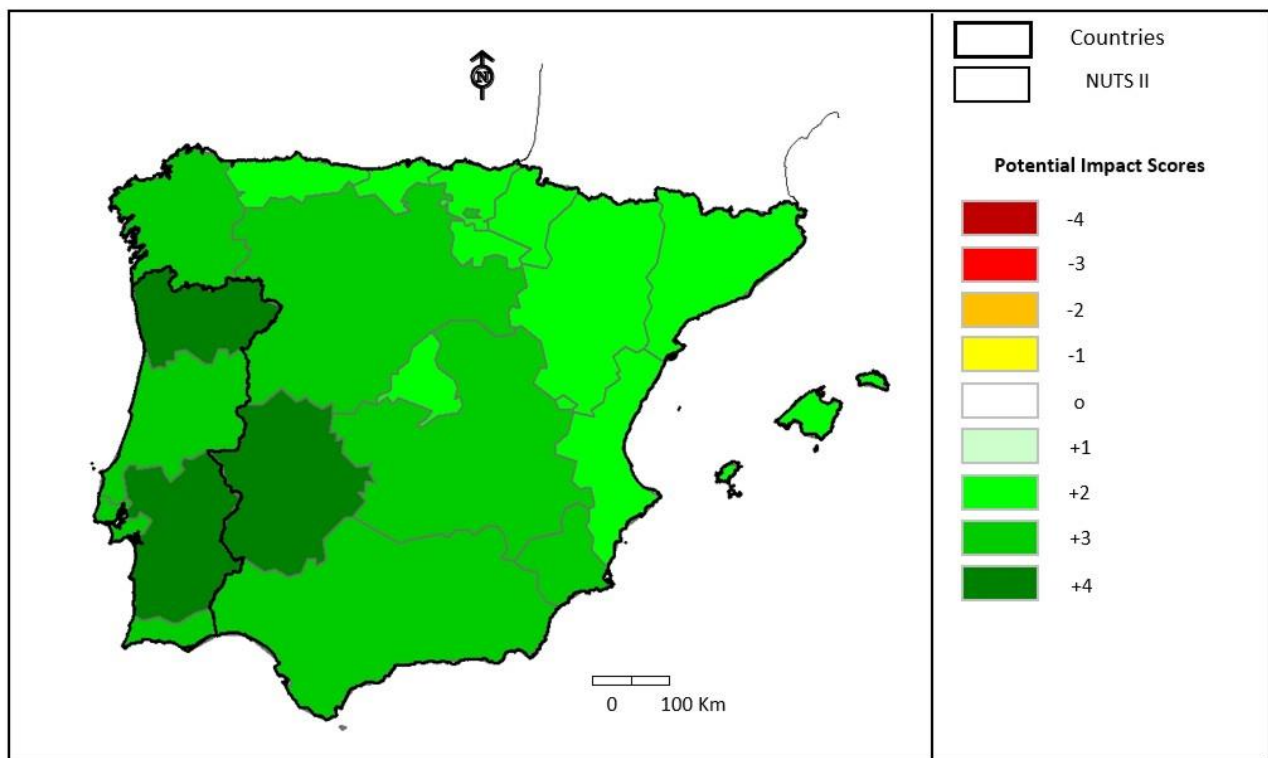 N
Countries
NUTS II
Potential Impact Scores
-4
-3
-2
-1
o
+1
+2
+3
+4
0 100 Km